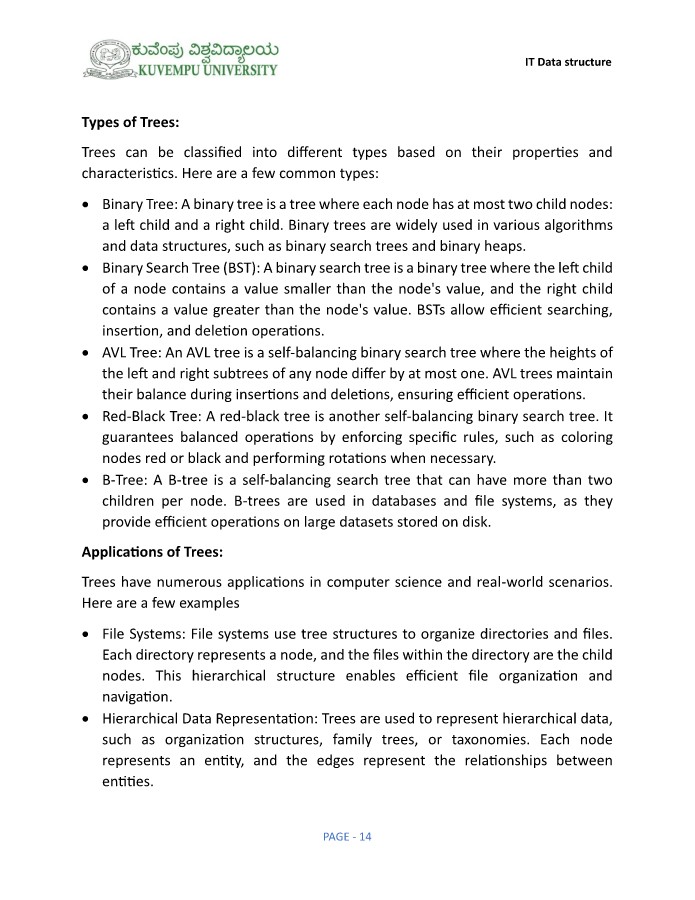 ಕುವೆಂಪು ವಿಶ್ವವಿದ್ಯಾಲಯ
KUVEMPU UNIVERSITY
IT Data structure
Types of Trees:
Trees can be classified into different types based on their properties and
characteristics. Here are a few common types:
• Binary Tree: A binary tree is a tree where each node has at most two child nodes:
a left child and a right child. Binary trees are widely used in various algorithms
and data structures, such as binary search trees and binary heaps.
• Binary Search Tree (BST): A binary search tree is a binary tree where the left child
of a node contains a value smaller than the node's value, and the right child
contains a value greater than the node's value. BSTs allow efficient searching,
insertion, and deletion operations.
• AVL Tree: An AVL tree is a self-balancing binary search tree where the heights of
the left and right subtrees of any node differ by at most one. AVL trees maintain
their balance during insertions and deletions, ensuring efficient operations.
• Red-Black Tree: A red-black tree is another self-balancing binary search tree. It
guarantees balanced operations by enforcing specific rules, such as coloring
nodes red or black and performing rotations when necessary.
• B-Tree: A B-tree is a self-balancing search tree that can have more than two
children per node. B-trees are used in databases and file systems, as they
provide efficient operations on large datasets stored on disk.
Applications of Trees:
Trees have numerous applications in computer science and real-world scenarios.
Here are a few examples
• File Systems: File systems use tree structures to organize directories and files.
Each directory represents a node, and the files within the directory are the child
nodes. This hierarchical structure enables efficient file organization and
navigation.
• Hierarchical Data Representation: Trees are used to represent hierarchical data,
such as organization structures, family trees, or taxonomies. Each node
represents an entity, and the edges represent the relationships between
entities.
PAGE - 14